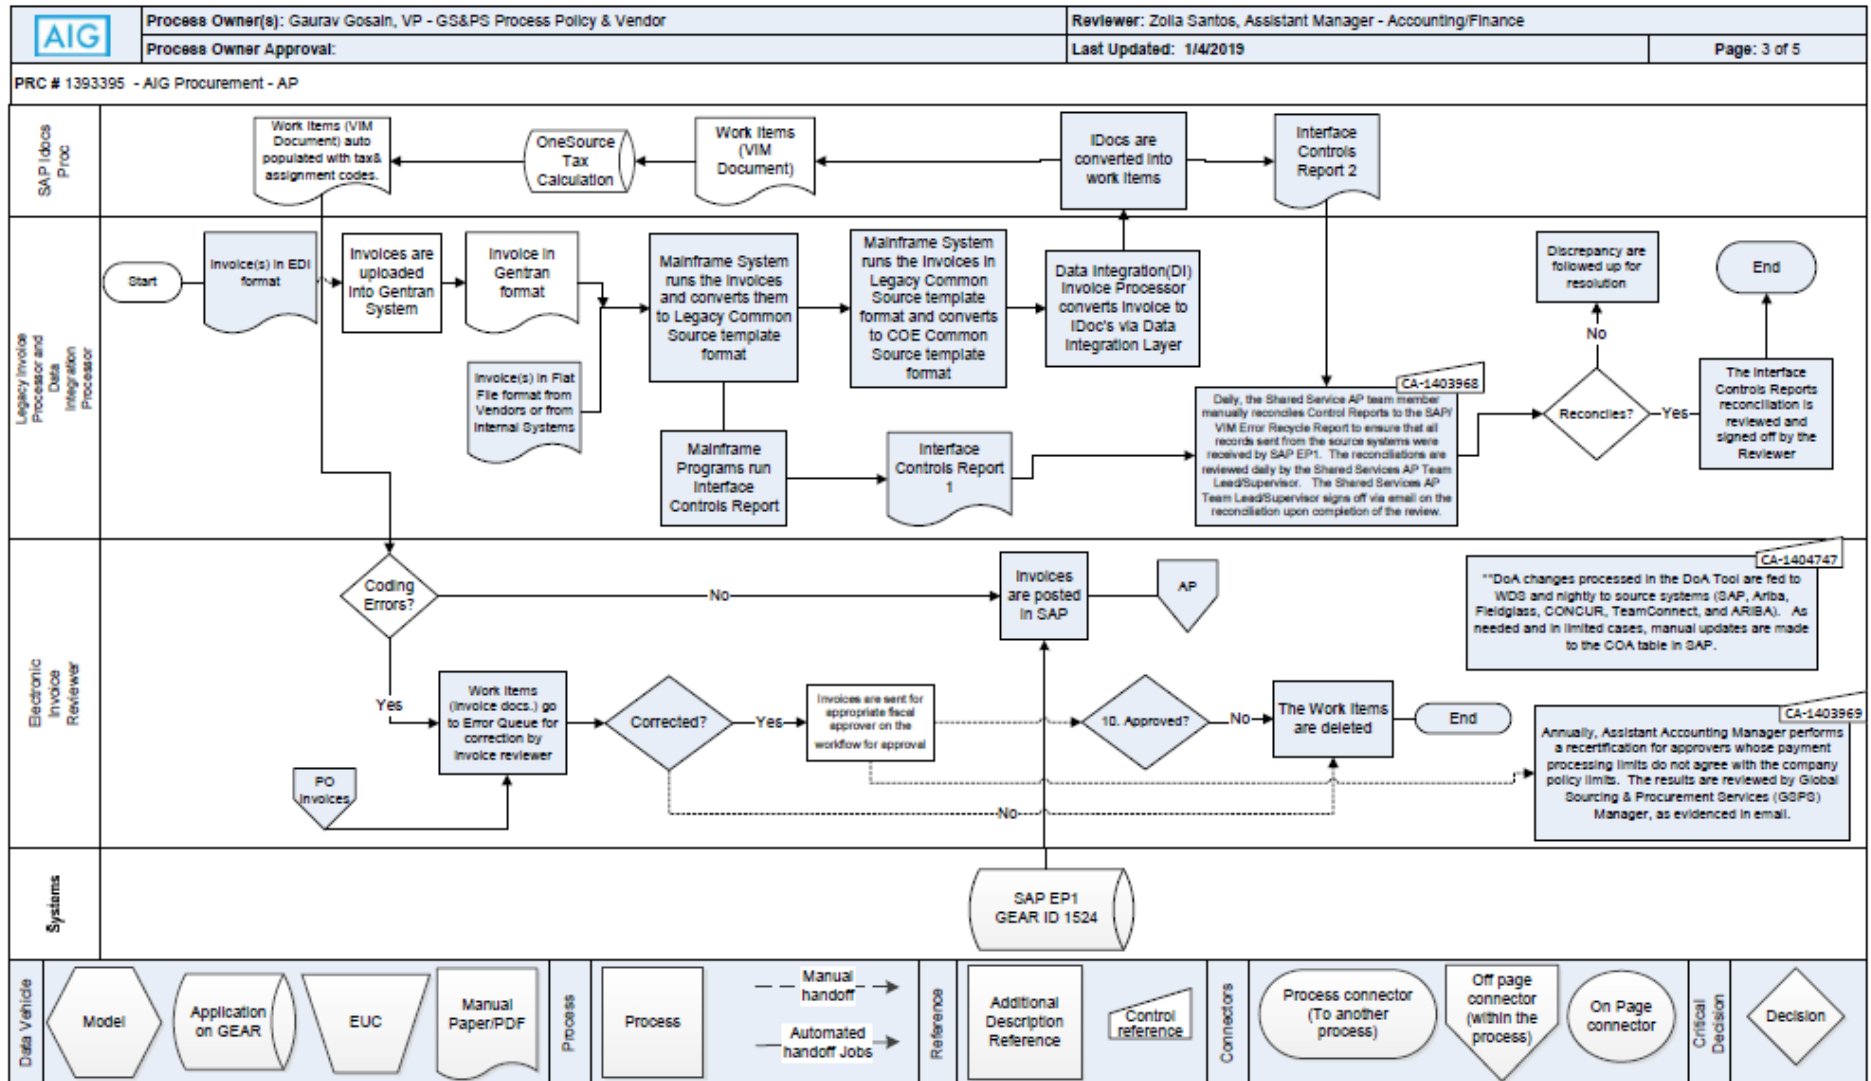 AIG
Process Owner(s): Gaurav Gosain, VP - GS&PS Process Policy & Vendor
Reviewer: Zolla Santos, Assistant Manager - Accounting/Finance
Process Owner Approval:
Last Updated: 1/4/2019
Page: 3 of 5
PRC # 1393395 - AIG Procurement - AP
SAP Idocs
Proc
Work Items (VIM
Document) auto
populated with tax&
assignment codes.
OneSource
Tax
Calculation
Work Items
(VIM
Document)
IDocs are
converted into
work items
Interface
Controls
Report 2
Legacy Invoice
Processor and
Data
Integration
Processor
Start
Invoice(s) in EDI
format
Invoices are
uploaded
into Gentran
System
Invoice in
Gentran
format
Invoice(s) in Flat
File format from
Vendors or from
Internal Systems
Mainframe System
runs the Invoices
and converts them
to Legacy Common
Source template
format
Mainframe System
runs the Invoices in
Legacy Common
Source template
format and converts
to COE Common
Source template
format
Data Integration(DI)
Invoice Processor
converts Invoice to
IDoc's via Data
Integration Layer
Mainframe
Programs run
Interface
Controls Report
Interface
Controls Report
1
CA-1403968
Daily, the Shared Service AP team member
manually reconciles Control Reports to the SAP/
VIM Error Recycle Report to ensure that all
records sent from the source systems were
received by SAP EP1. The reconciliations are
reviewed daily by the Shared Services AP Team
Lead/Supervisor. The Shared Services AP
Team Lead/Supervisor signs off via email on the
reconciliation upon completion of the review.
Discrepancy are
followed up for
resolution
No
Reconciles?
Yes
End
The Interface
Controls Reports
reconciliation is
reviewed and
signed off by the
Reviewer
Electronic
Invoice
Reviewer
Coding
Errors?
No
Yes
Invoices
are posted
in SAP
AP
CA-1404747
**DoA changes processed in the DoA Tool are fed to
WDS and nightly to source systems (SAP, Ariba,
Fieldglass, CONCUR, TeamConnect, and ARIBA). As
needed and in limited cases, manual updates are made
to the COA table in SAP.
Work Items
(Invoice docs.) go
to Error Queue for
correction by
invoice reviewer
PO
Invoices
Corrected?
Yes
Invoices are sent for
appropriate fiscal
approver on the
workflow for approval
10. Approved?
No
The Work Items
are deleted
End
No
CA-1403969
Annually, Assistant Accounting Manager performs
a recertification for approvers whose payment
processing limits do not agree with the company
policy limits. The results are reviewed by Global
Sourcing & Procurement Services (GSPS)
Manager, as evidenced in email.
Systems
SAP EP1
GEAR ID 1524
Data Vehicle
Model
Application
on GEAR
EUC
Manual
Paper/PDF
Process
Process
Manual
handoff
Automated
handoff Jobs
Reference
Additional
Description
Reference
Control
reference
Connectors
Process connector
(To another
process)
Off page
connector
(within the
process)
On Page
connector
Critical
Decision
Decision